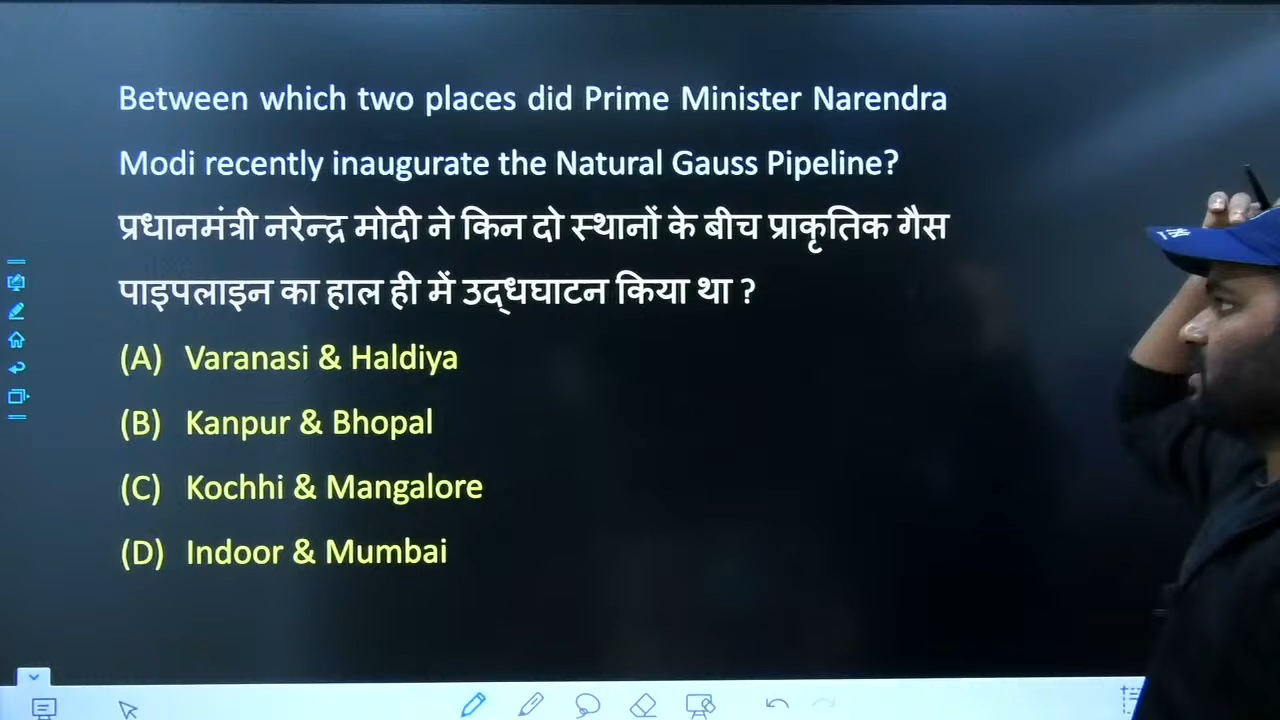 Between which two places did Prime Minister Narendra
Modi recently inaugurate the Natural Gauss Pipeline?
प्रधानमंत्री नरेन्द्र मोदी ने किन दो स्थानों के बीच प्राकृतिक गैस
पाइपलाइन का हाल ही में उद्धघाटन किया था ?
(A) Varanasi & Haldiya
(B) Kanpur & Bhopal
(C) Kochhi & Mangalore
(D) Indoor & Mumbai